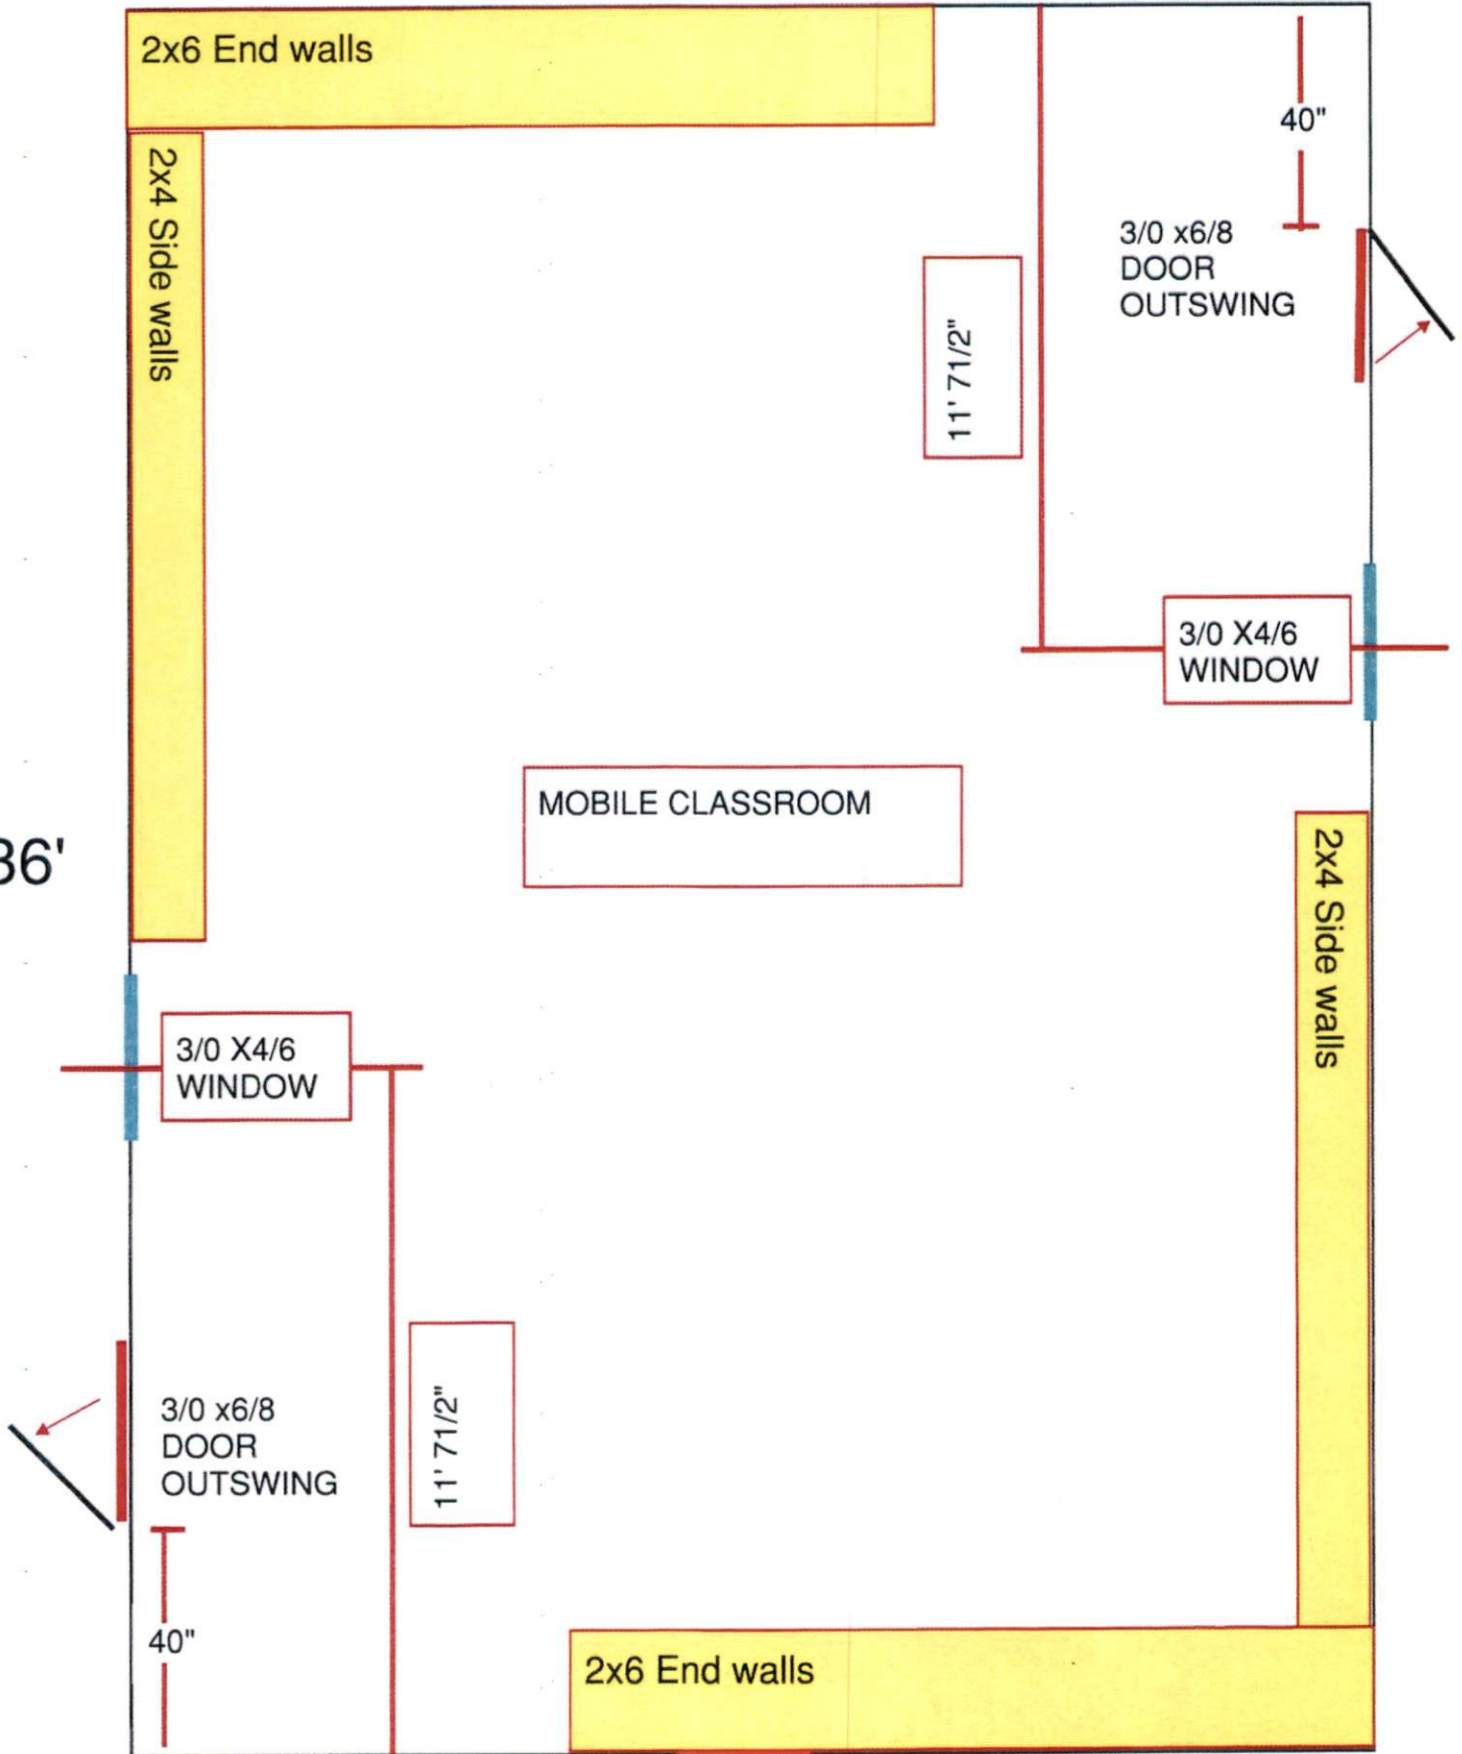 2x6 End walls
40"
2x4 Side walls
3/0 x6/8
DOOR
OUTSWING
11' 71/2"
3/0 X4/6
WINDOW
MOBILE CLASSROOM
2x4 Side walls
3/0 X4/6
WINDOW
11' 71/2"
3/0 x6/8
DOOR
OUTSWING
40"
2x6 End walls